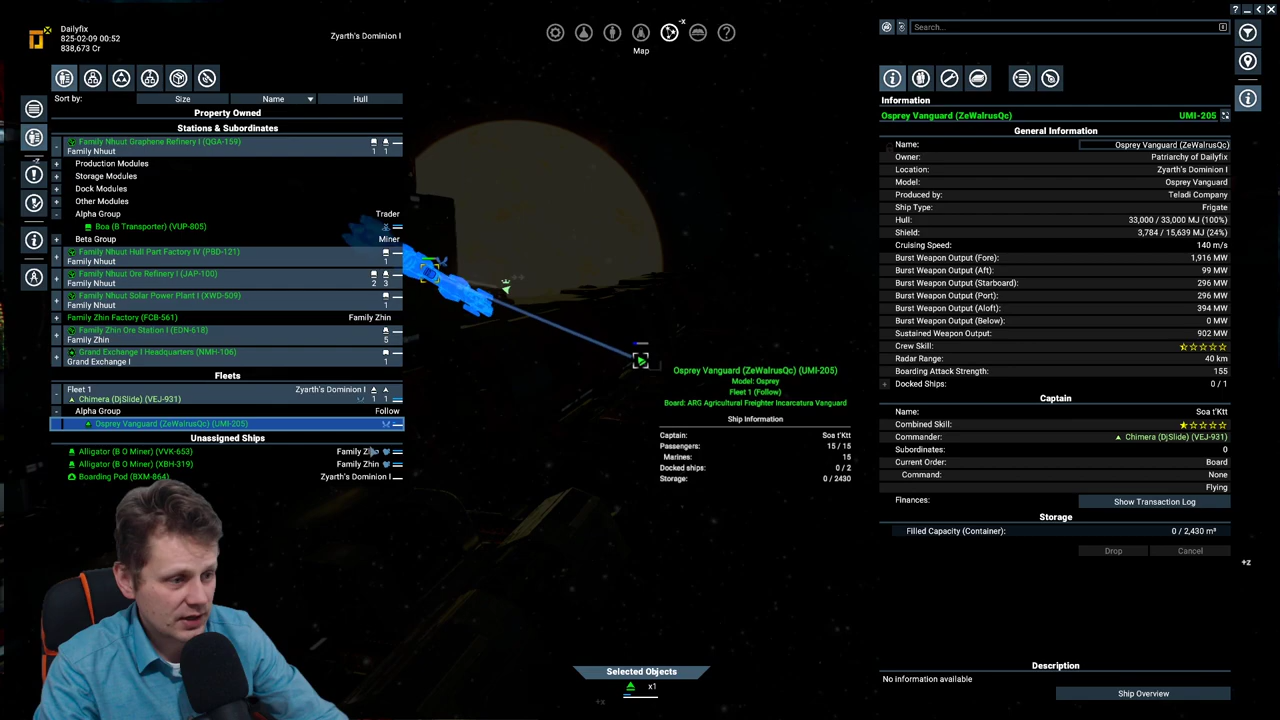 Dailyfix
825-02-09 00:52
838,673 Cr
Zyarth's Dominion I
Map
-x
Search...
Sort by: Size Name Hull
Property Owned
Stations & Subordinates
- Family Nhuut Graphene Refinery I (QGA-159)
Family Nhuut 1 1
+ Production Modules
+ Storage Modules
+ Dock Modules
+ Other Modules
- Alpha Group Trader
Boa (B Transporter) (VUP-805)
+ Beta Group Miner
+ Family Nhuut Hull Part Factory IV (PBD-121)
Family Nhuut 1
+ Family Nhuut Ore Refinery I (JAP-100)
Family Nhuut 2 3
+ Family Nhuut Solar Power Plant I (XWD-509)
Family Nhuut 1
+ Family Zhin Factory (FCB-561) Family Zhin
+ Family Zhin Ore Station I (EDN-618)
Family Zhin 5
+ Grand Exchange I Headquarters (NMH-106)
Grand Exchange I 1
Fleets
- Fleet 1 Zyarth's Dominion I
Chimera (DjSlide) (VEJ-931) 1 1
- Alpha Group Follow
Osprey Vanguard (ZeWalrusQc) (UMI-205)
Unassigned Ships
Alligator (B O Miner) (VVK-653) Family Zhin
Alligator (B O Miner) (XBH-319) Family Zhin
Boarding Pod (BXM-864) Zyarth's Dominion I
Osprey Vanguard (ZeWalrusQc) (UMI-205)
Model: Osprey
Fleet 1 (Follow)
Board: ARG Agricultural Freighter Incarcatura Vanguard
Ship Information
Captain: Soa t'Ktt
Passengers: 15 / 15
Marines: 15
Docked ships: 0 / 2
Storage: 0 / 2430
Selected Objects
x1
+x
Information
Osprey Vanguard (ZeWalrusQc) UMI-205
General Information
Name: Osprey Vanguard (ZeWalrusQc)
Owner: Patriarchy of Dailyfix
Location: Zyarth's Dominion I
Model: Osprey Vanguard
Produced by: Teladi Company
Ship Type: Frigate
Hull: 33,000 / 33,000 MJ (100%)
Shield: 3,784 / 15,639 MJ (24%)
Cruising Speed: 140 m/s
Burst Weapon Output (Fore): 1,916 MW
Burst Weapon Output (Aft): 99 MW
Burst Weapon Output (Starboard): 296 MW
Burst Weapon Output (Port): 296 MW
Burst Weapon Output (Aloft): 394 MW
Burst Weapon Output (Below): 0 MW
Sustained Weapon Output: 902 MW
Crew Skill:
Radar Range: 40 km
Boarding Attack Strength: 155
+ Docked Ships: 0 / 1
Captain
Name: Soa t'Ktt
Combined Skill:
Commander: Chimera (DjSlide) (VEJ-931)
Subordinates: 0
Current Order: Board
Command: None
Flying
Finances: Show Transaction Log
Storage
Filled Capacity (Container): 0 / 2,430 m³
Drop Cancel
+z
Description
No information available
Ship Overview